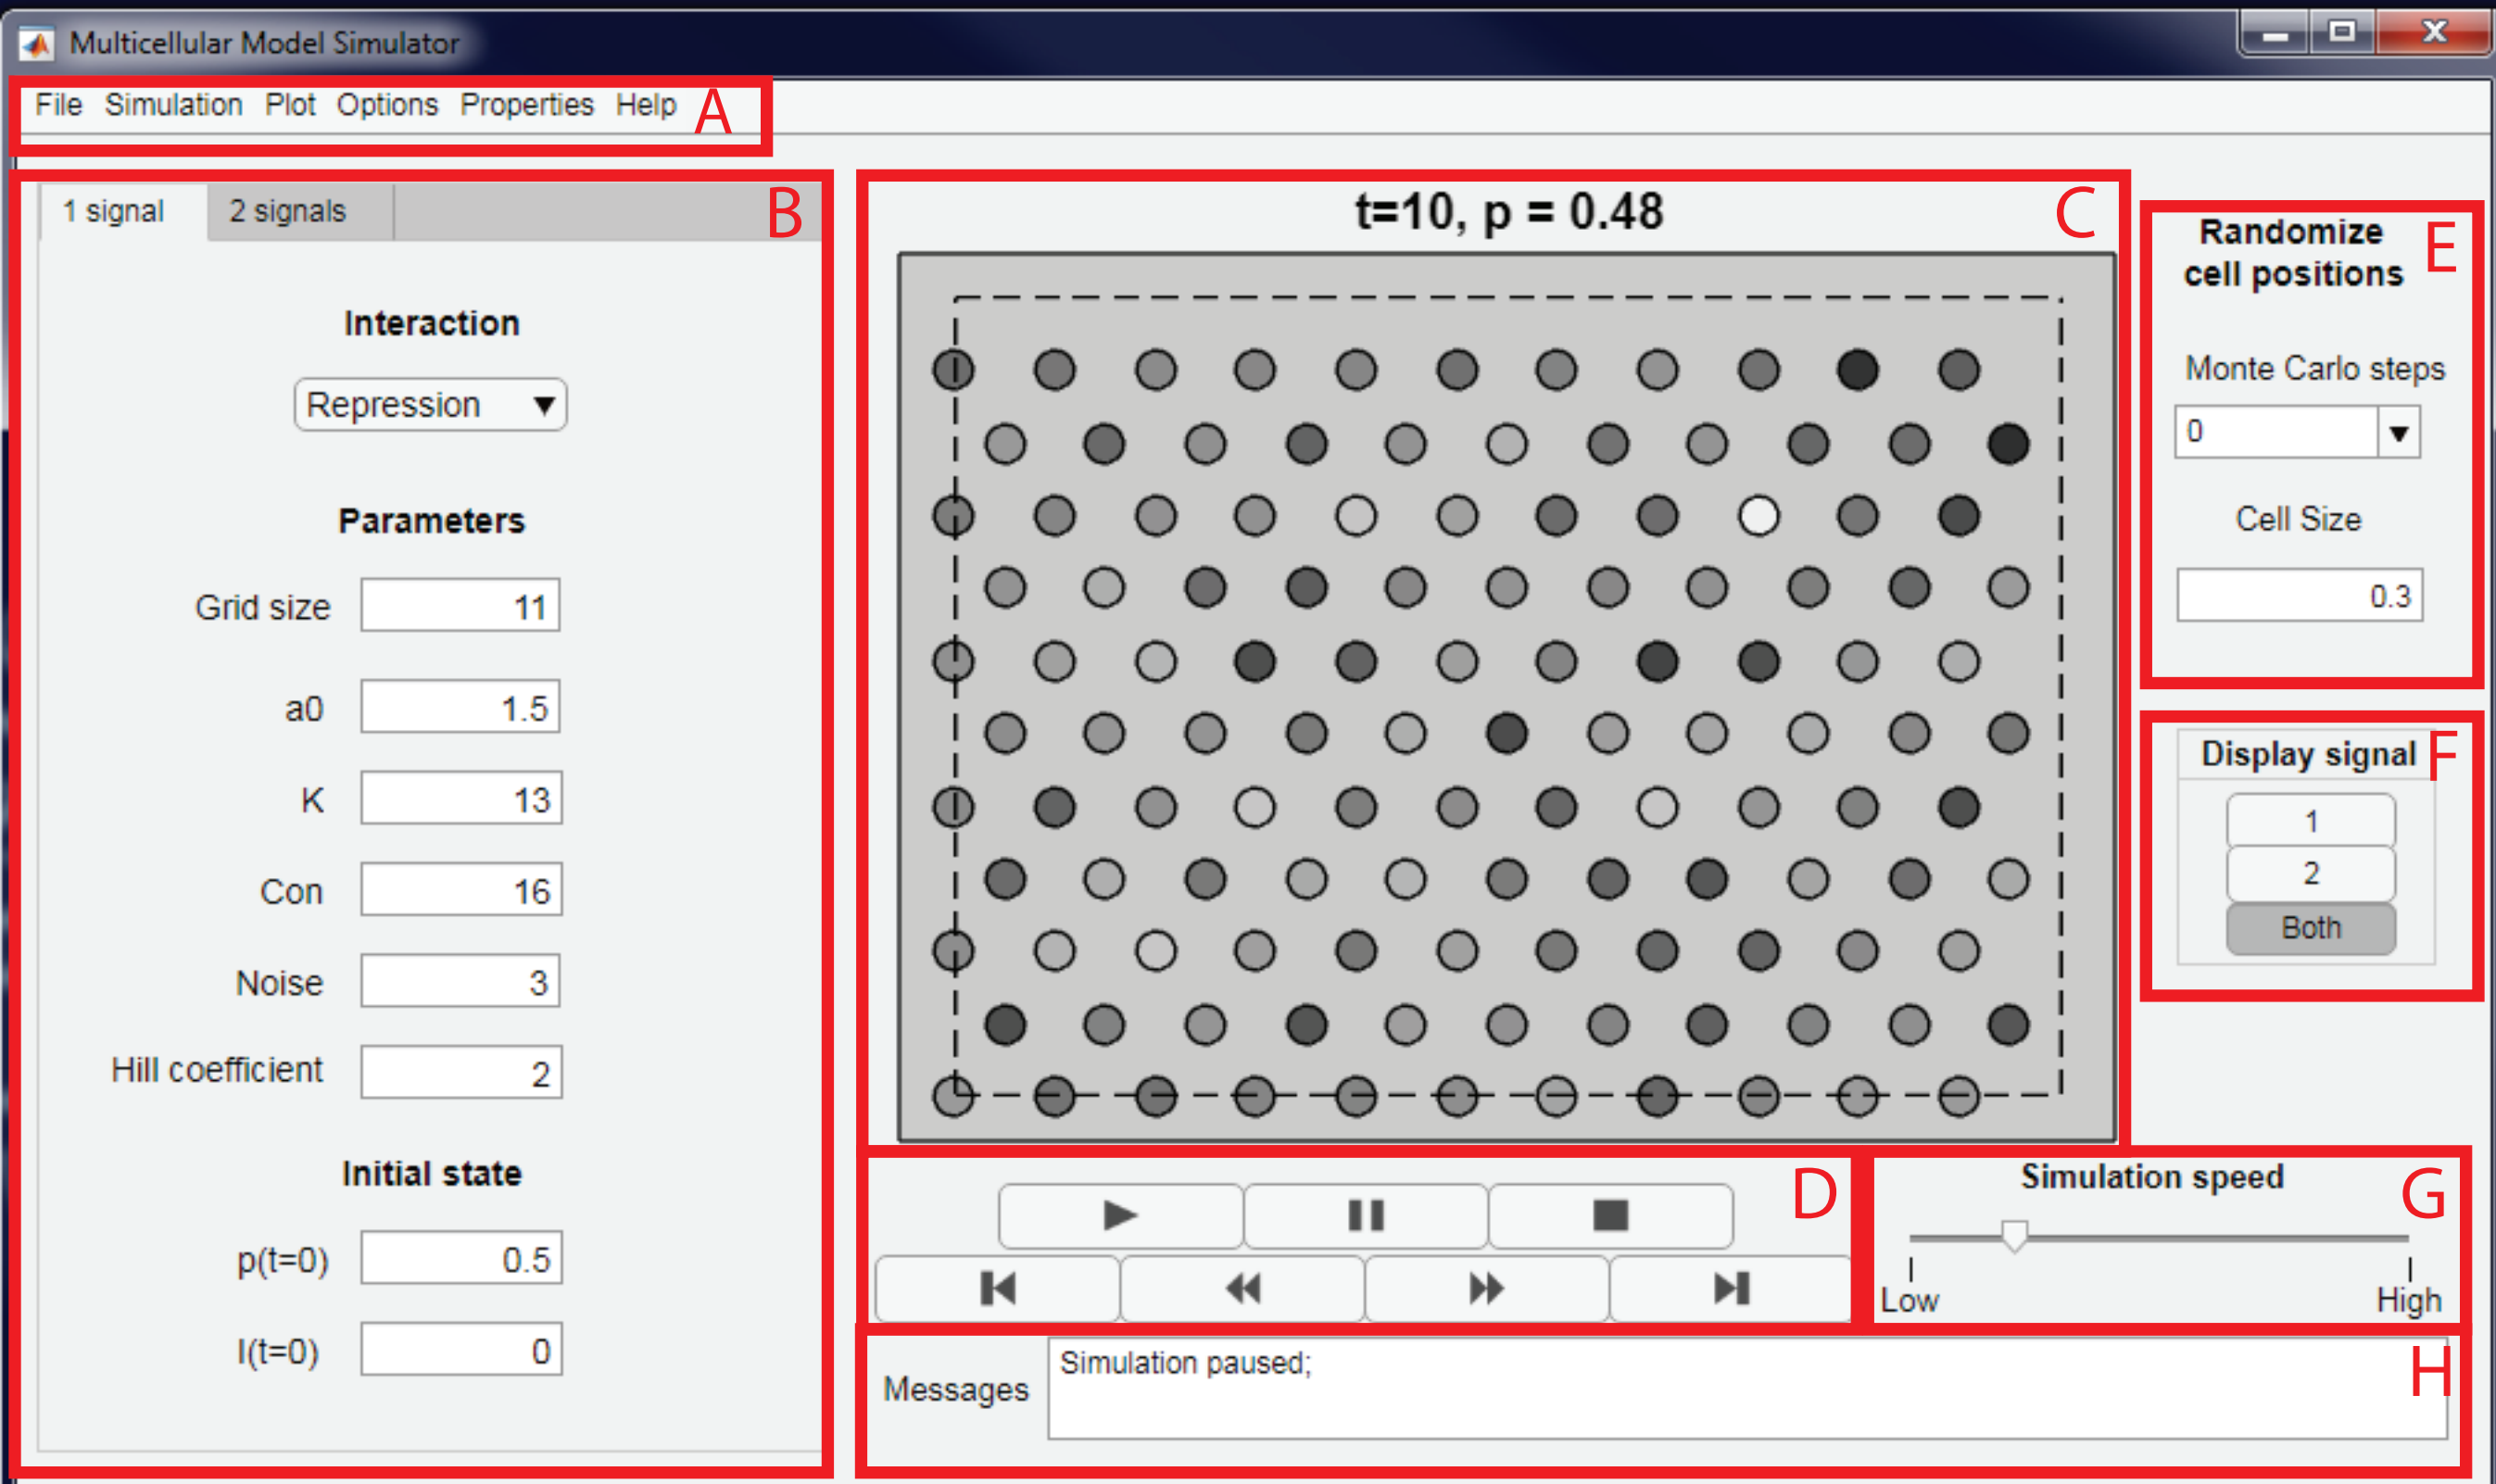 Multicellular Model Simulator
File Simulation Plot Options Properties Help A
1 signal 2 signals B
Interaction
Repression
Parameters
Grid size 11
a0 1.5
K 13
Con 16
Noise 3
Hill coefficient 2
Initial state
p(t=0) 0.5
I(t=0) 0
t=10, p = 0.48 C
D
Randomize E
cell positions
Monte Carlo steps
0
Cell Size
0.3
Display signal F
1
2
Both
Simulation speed G
Low High
Messages Simulation paused; H